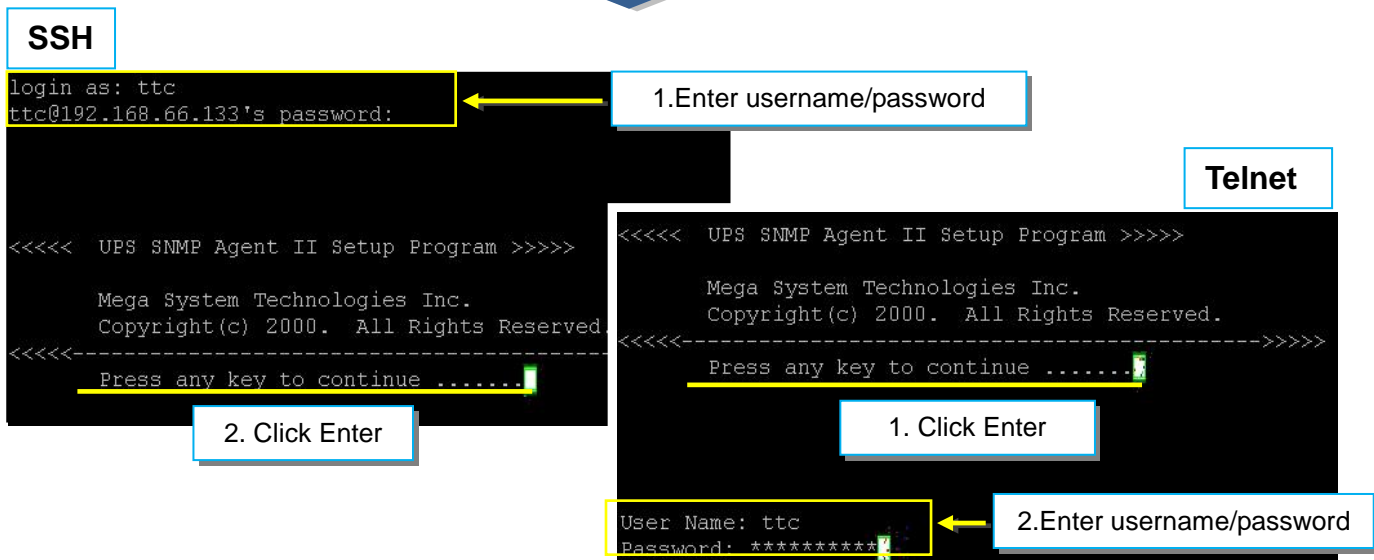 SSH
login as: ttc
ttc@192.168.66.133's password:
1.Enter username/password
<<<<<  UPS SNMP Agent II Setup Program >>>>>
Mega System Technologies Inc.
Copyright(c) 2000.  All Rights Reserved.
<<<<<------------------------------------------
Press any key to continue .......
2. Click Enter
Telnet
<<<<<  UPS SNMP Agent II Setup Program >>>>>
Mega System Technologies Inc.
Copyright(c) 2000.  All Rights Reserved.
<<<<<--------------------------------------------->>>>>
Press any key to continue .......
1. Click Enter
User Name: ttc
Password: **********
2.Enter username/password